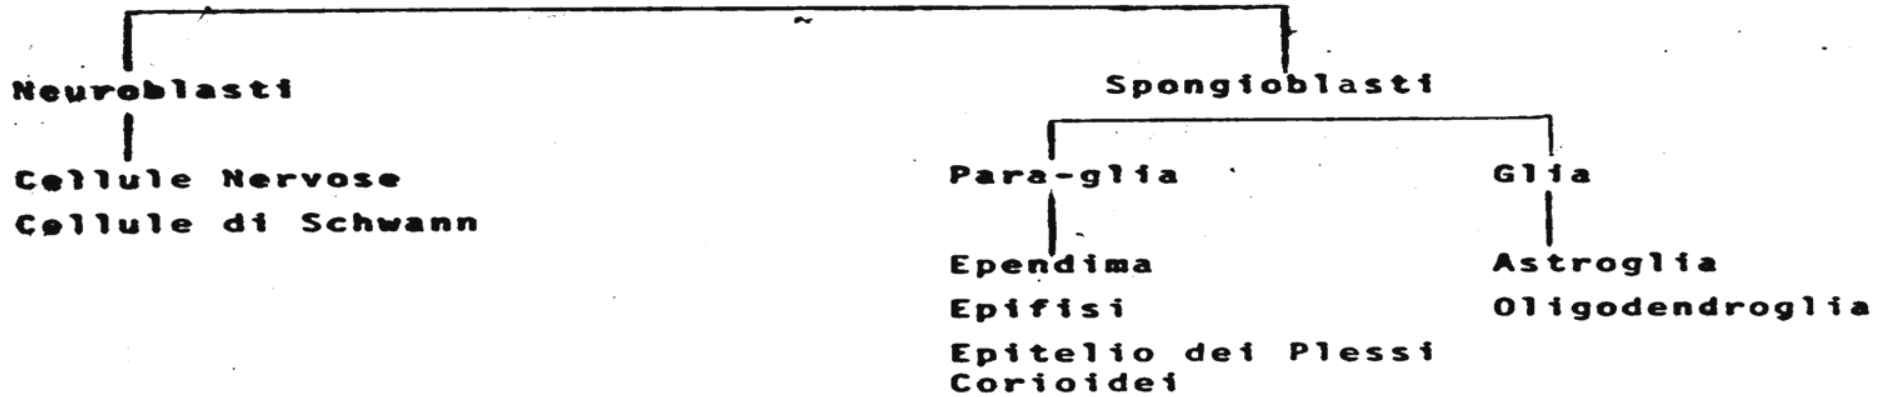 Neuroblasti
Spongioblasti
Cellule Nervose
Cellule di Schwann
Para-glia
Glia
Ependima
Epifisi
Epitelio dei Plessi
Corioidei
Astroglia
Oligodendroglia